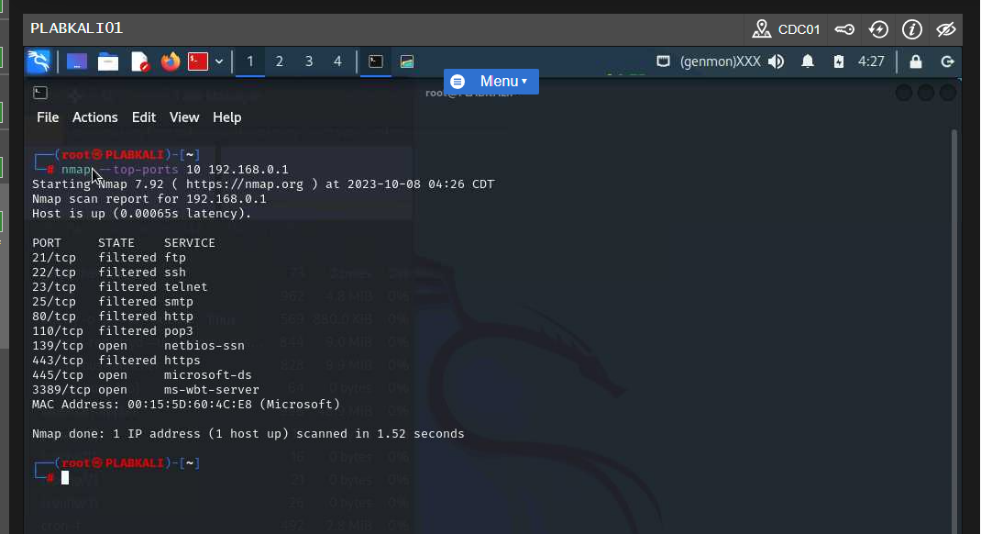 PLABKALI01
CDC01
1 2 3 4
(genmon)XXX
4:27
Menu
File Actions Edit View Help
(root㉿PLABKALI)-[~]
# nmap --top-ports 10 192.168.0.1
Starting Nmap 7.92 ( https://nmap.org ) at 2023-10-08 04:26 CDT
Nmap scan report for 192.168.0.1
Host is up (0.00065s latency).
PORT STATE SERVICE
21/tcp filtered ftp
22/tcp filtered ssh
23/tcp filtered telnet
25/tcp filtered smtp
80/tcp filtered http
110/tcp filtered pop3
139/tcp open netbios-ssn
443/tcp filtered https
445/tcp open microsoft-ds
3389/tcp open ms-wbt-server
MAC Address: 00:15:5D:60:4C:E8 (Microsoft)
Nmap done: 1 IP address (1 host up) scanned in 1.52 seconds
(root㉿PLABKALI)-[~]
#